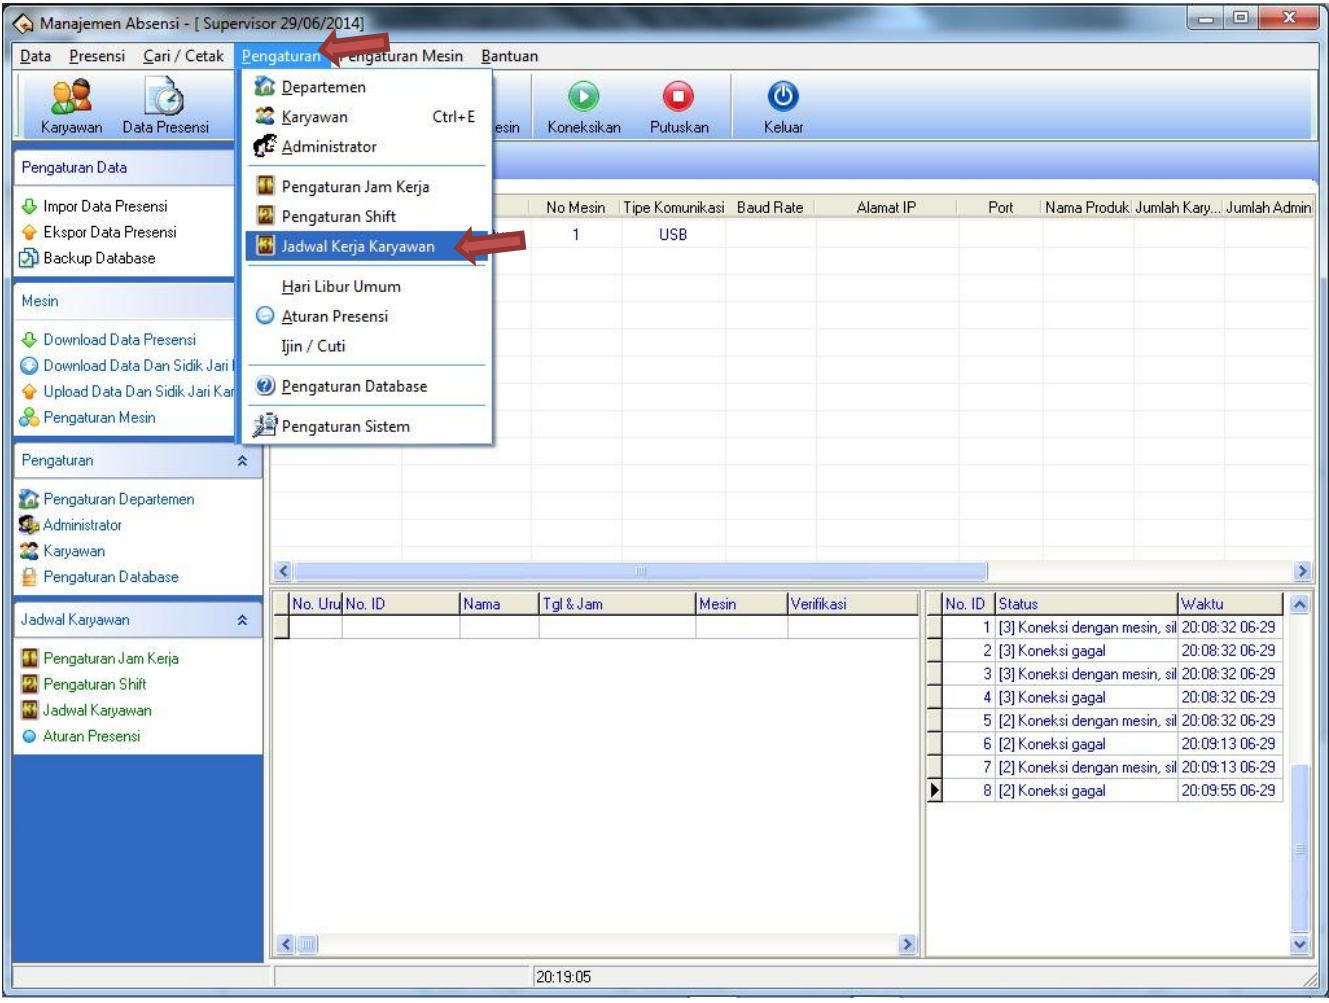 Manajemen Absensi - [ Supervisor 29/06/2014]
Data Presensi Cari / Cetak Pengaturan Pengaturan Mesin Bantuan
Karyawan Data Presensi Koneksikan Putuskan Keluar
Departemen
Karyawan Ctrl+E
Administrator
Pengaturan Jam Kerja
Pengaturan Shift
Jadwal Kerja Karyawan
Hari Libur Umum
Aturan Presensi
Ijin / Cuti
Pengaturan Database
Pengaturan Sistem
Pengaturan Data
Impor Data Presensi
Ekspor Data Presensi
Backup Database
Mesin
Download Data Presensi
Download Data Dan Sidik Jari
Upload Data Dan Sidik Jari Kar
Pengaturan Mesin
Pengaturan
Pengaturan Departemen
Administrator
Karyawan
Pengaturan Database
Jadwal Karyawan
Pengaturan Jam Kerja
Pengaturan Shift
Jadwal Karyawan
Aturan Presensi
No Mesin Tipe Komunikasi Baud Rate Alamat IP Port Nama Produk Jumlah Kary... Jumlah Admin
1 USB
No. Uru No. ID Nama Tgl & Jam Mesin Verifikasi
No. ID Status Waktu
1 [3] Koneksi dengan mesin, sil 20:08:32 06-29
2 [3] Koneksi gagal 20:08:32 06-29
3 [3] Koneksi dengan mesin, sil 20:08:32 06-29
4 [3] Koneksi gagal 20:08:32 06-29
5 [2] Koneksi dengan mesin, sil 20:08:32 06-29
6 [2] Koneksi gagal 20:09:13 06-29
7 [2] Koneksi dengan mesin, sil 20:09:13 06-29
8 [2] Koneksi gagal 20:09:55 06-29
20:19:05